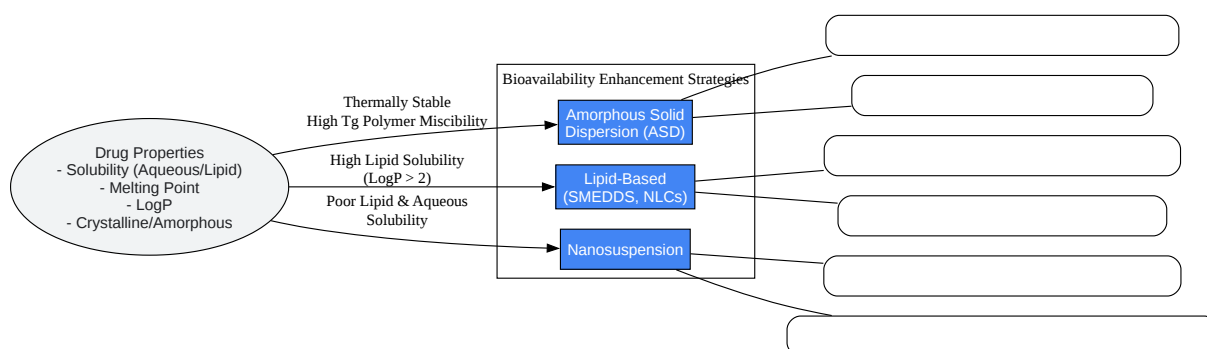 Drug Properties
- Solubility (Aqueous/Lipid)
- Melting Point
- LogP
- Crystalline/Amorphous
Thermally Stable
High Tg Polymer Miscibility
High Lipid Solubility
(LogP > 2)
Poor Lipid & Aqueous
Solubility
Bioavailability Enhancement Strategies
Amorphous Solid
Dispersion (ASD)
Lipid-Based
(SMEDDS, NLCs)
Nanosuspension